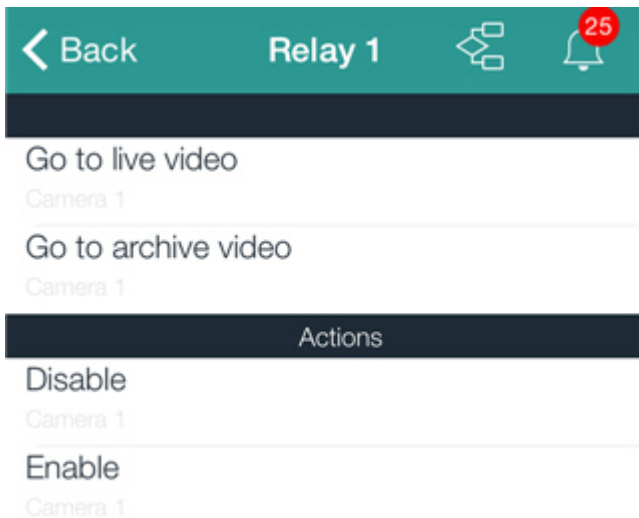 Back
Relay 1
25
Go to live video
Camera 1
Go to archive video
Camera 1
Actions
Disable
Camera 1
Enable
Camera 1